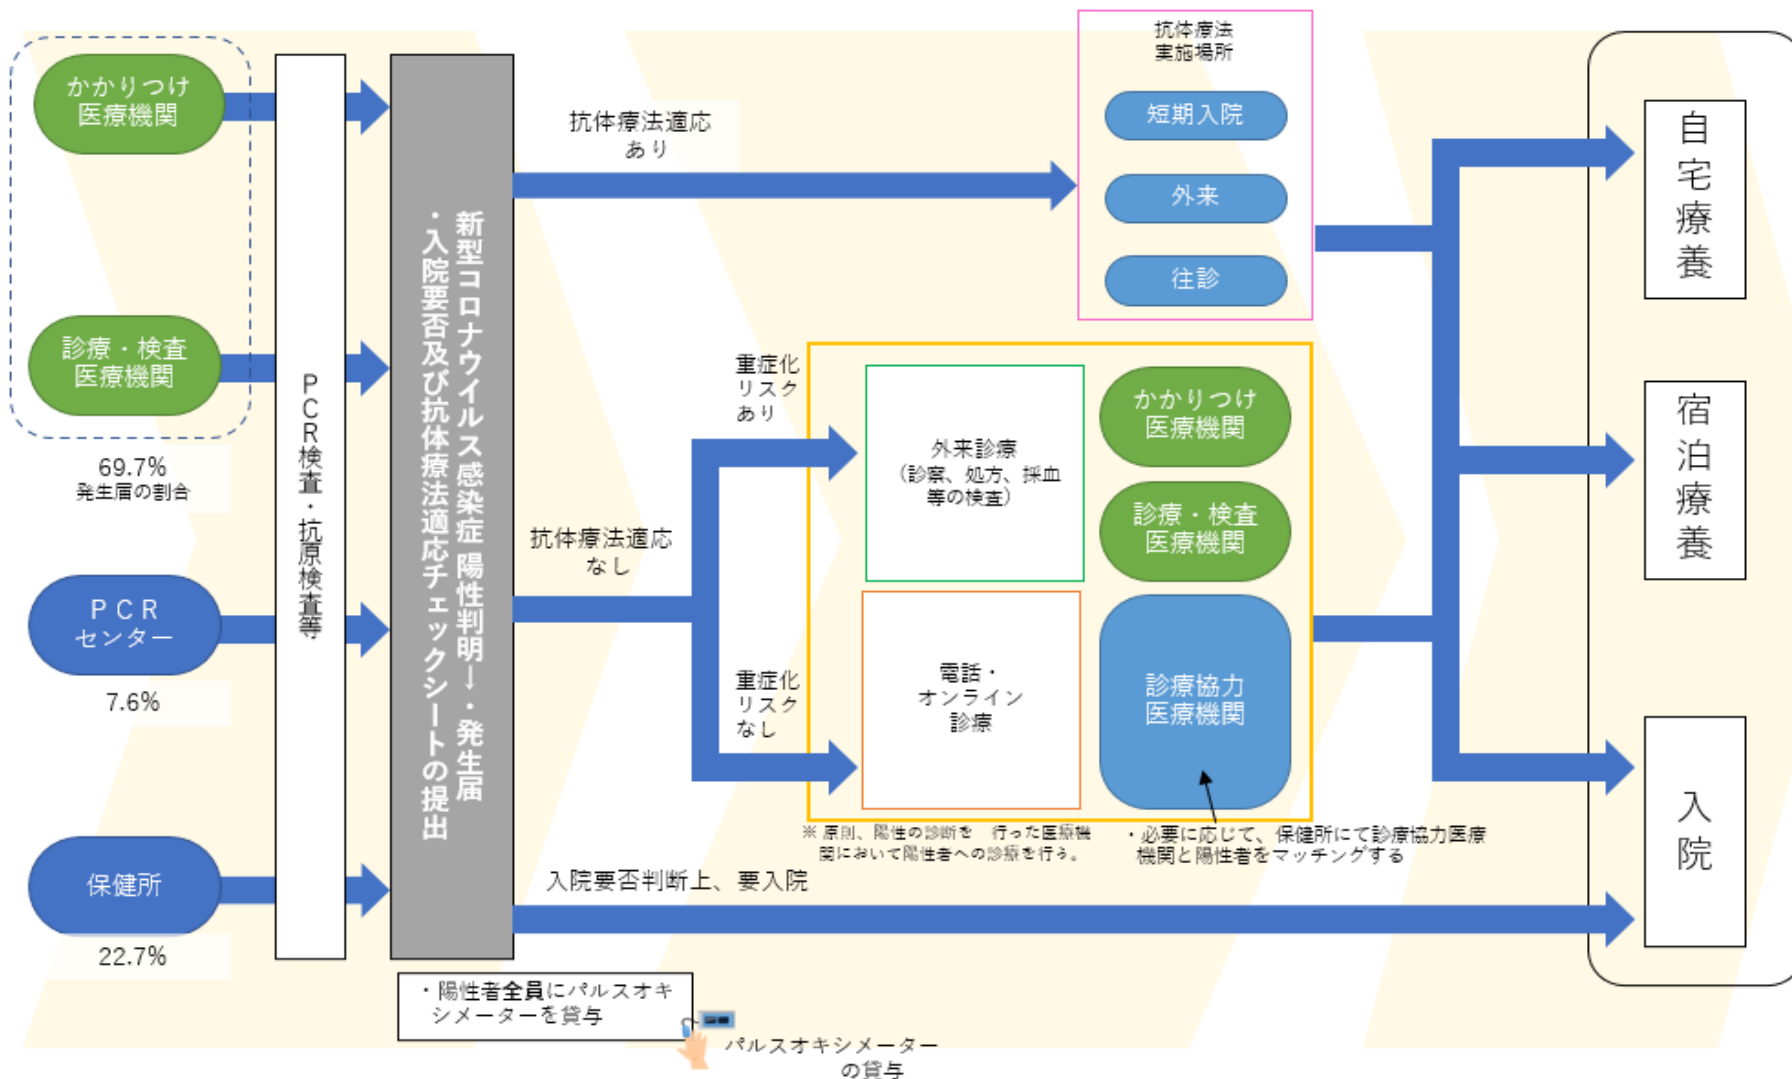 かかりつけ
医療機関
診療・検査
医療機関
69.7%
発生届の割合
ＰＣＲ
センター
7.6%
保健所
22.7%
ＰＣＲ検査・抗原検査等
新型コロナウイルス感染症 陽性判明→・発生届
・入院要否及び抗体療法適応チェックシートの提出
・陽性者全員にパルスオキ
シメーターを貸与
パルスオキシメーター
の貸与
抗体療法適応
あり
抗体療法
実施場所
短期入院
外来
往診
抗体療法適応
なし
重症化
リスク
あり
重症化
リスク
なし
外来診療
（診察、処方、採血
等の検査）
電話・
オンライン
診療
かかりつけ
医療機関
診療・検査
医療機関
診療協力
医療機関
※ 原則、陽性の診断を　行った医療機
関において陽性者への診療を行う。
・必要に応じて、保健所にて診療協力医療
機関と陽性者をマッチングする
入院要否判断上、要入院
自宅療養
宿泊療養
入院